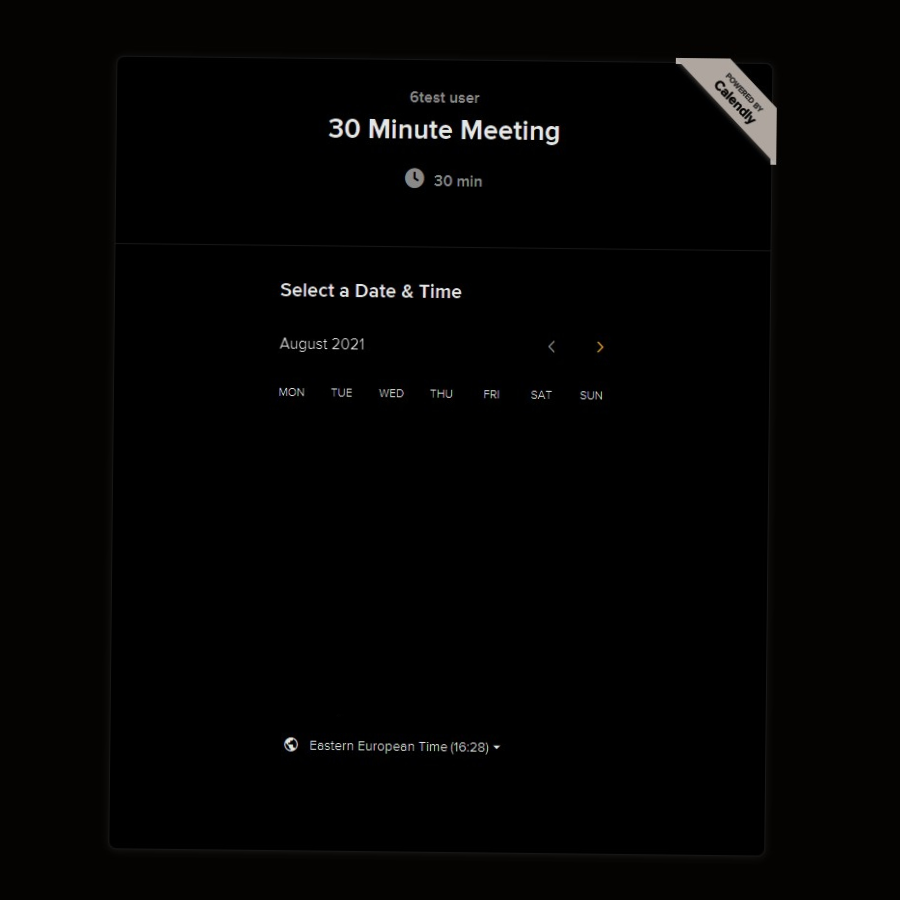 6test user
30 Minute Meeting
30 min
POWERED BY
Calendly
Select a Date & Time
August 2021
MON TUE WED THU FRI SAT SUN
Eastern European Time (16:28)